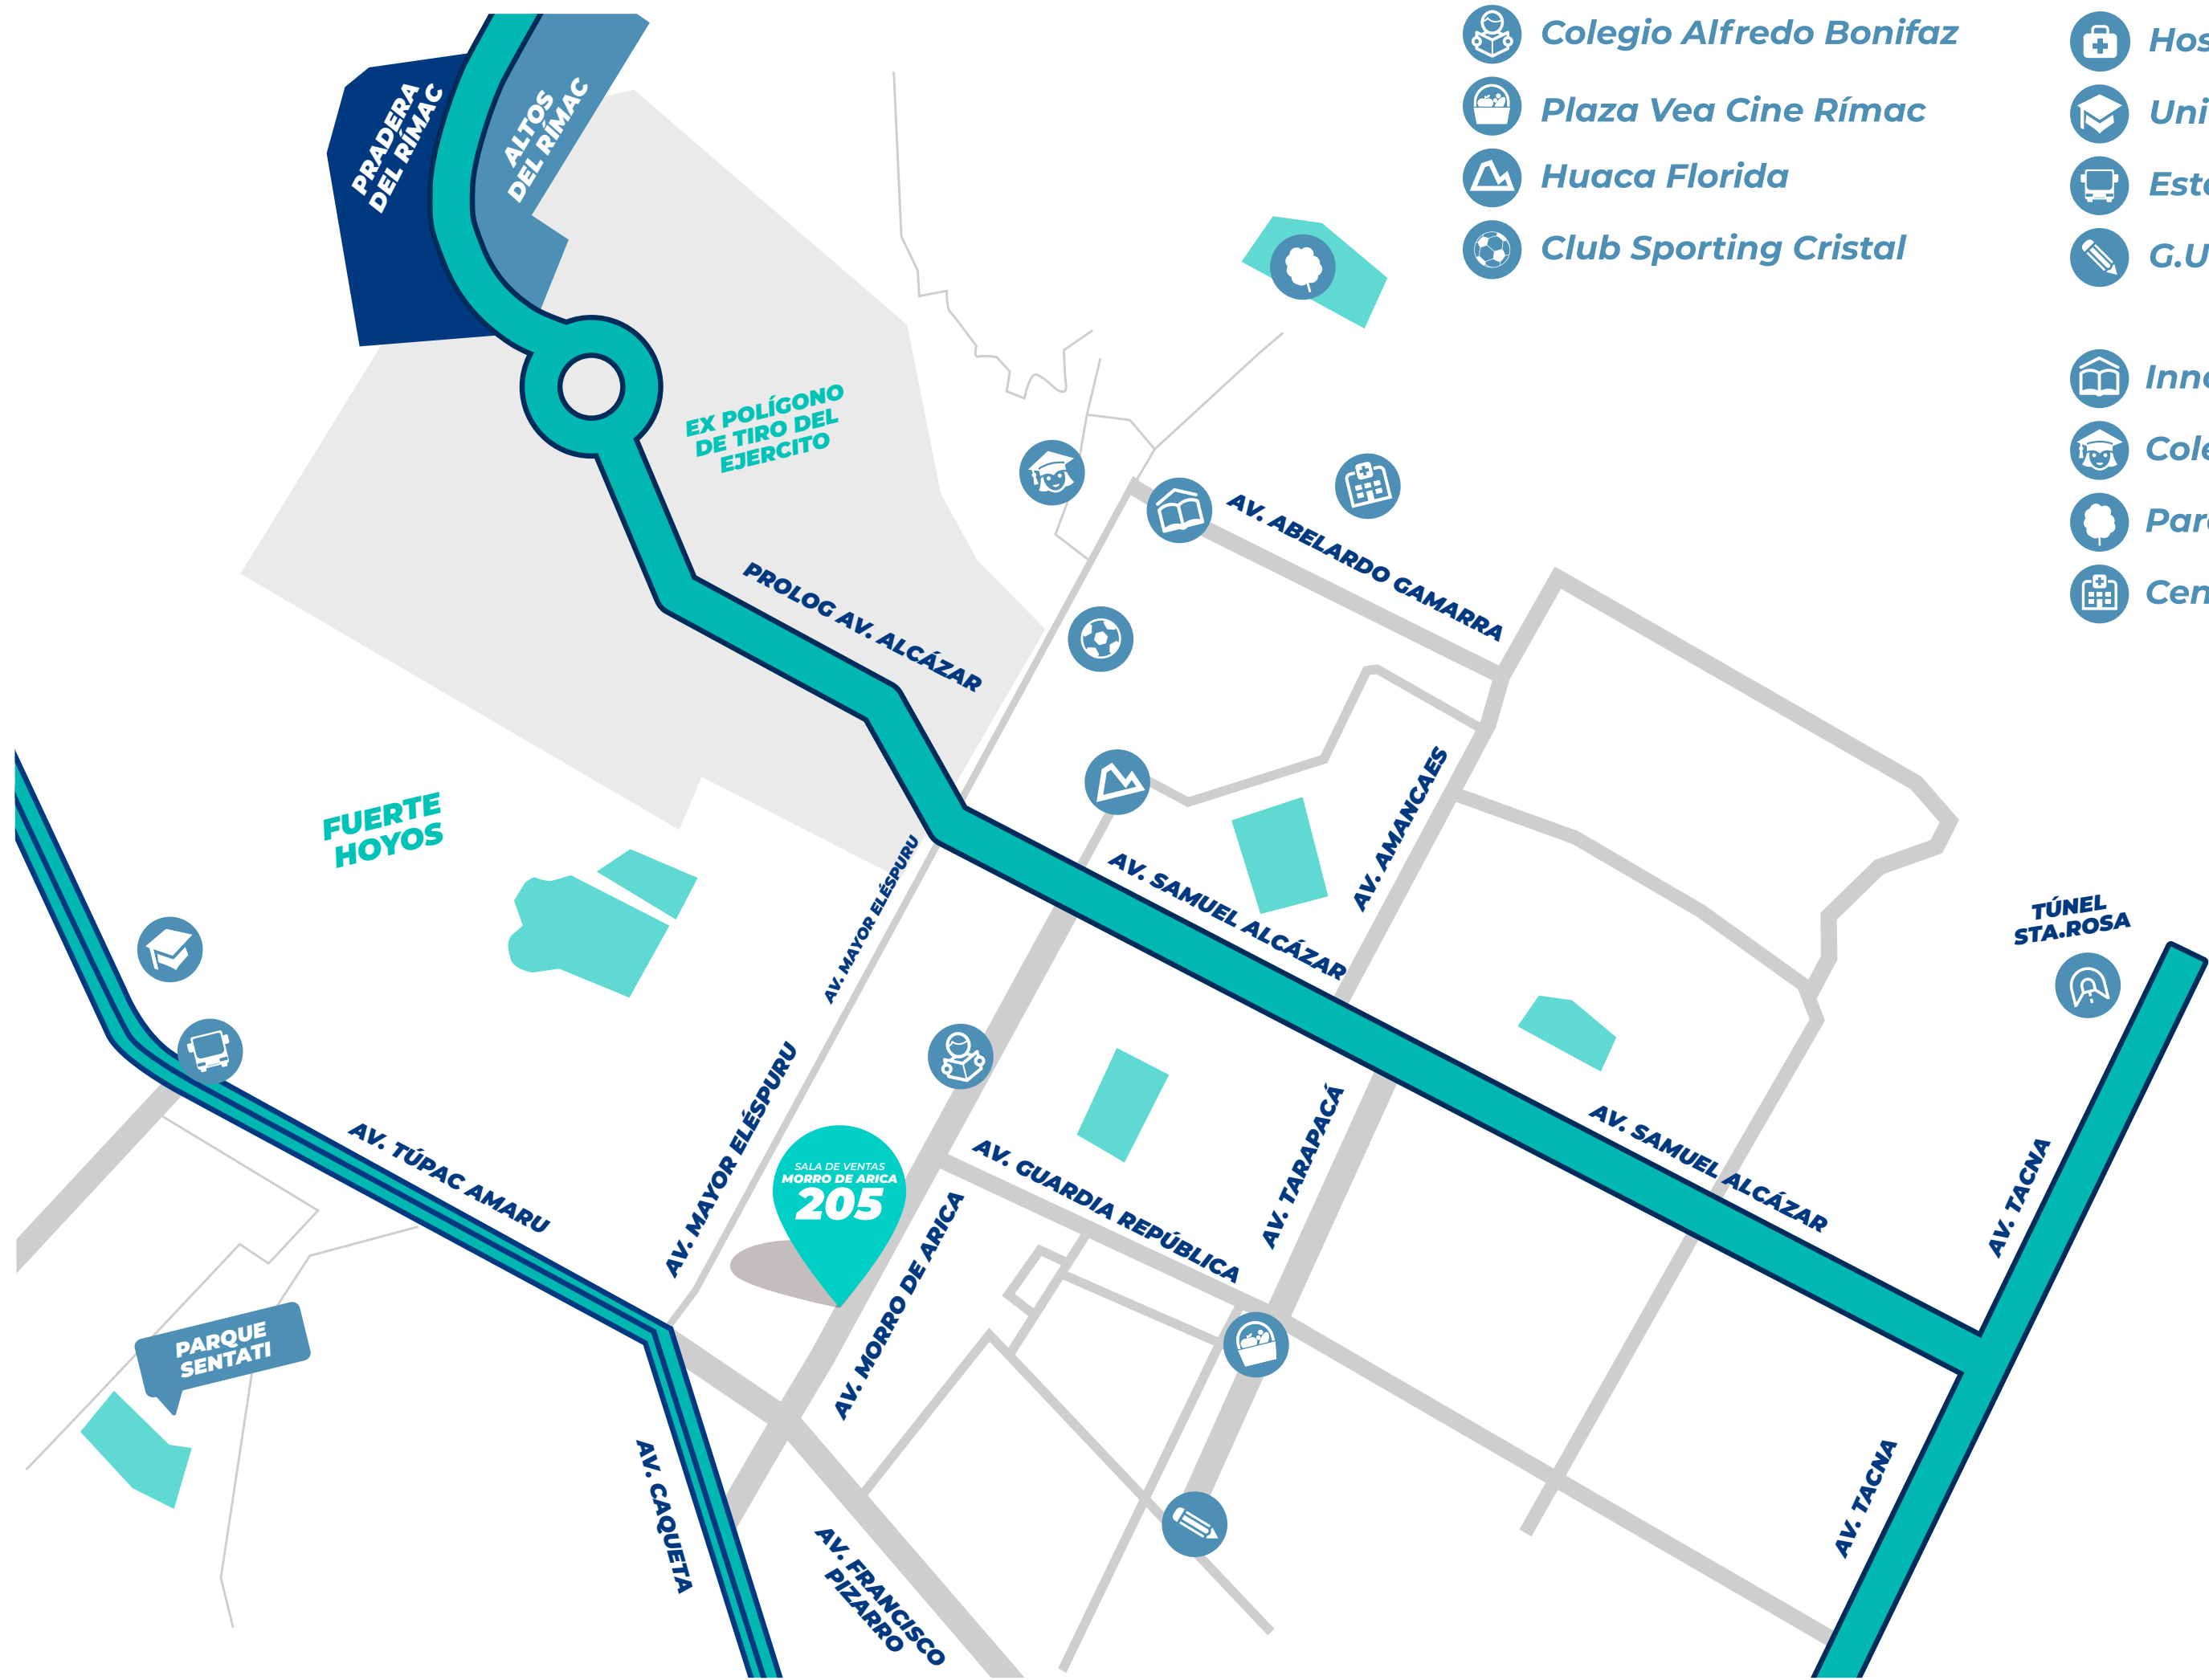 Colegio Alfredo Bonifaz
Plaza Vea Cine Rímac
Huaca Florida
Club Sporting Cristal
G.U
PRADERA
DEL RÍMAC
ALTOS
DEL RÍMAC
EX POLÍGONO
DE TIRO DEL
EJERCITO
PROLOG AV. ALCÁZAR
AV. ABELARDO GAMARRA
FUERTE
HOYOS
AV. MAYOR ELÉSPURU
AV. SAMUEL ALCÁZAR
AV. AMANCAES
TÚNEL
STA.ROSA
AV. TÚPAC AMARU
AV. MAYOR ELÉSPURU
SALA DE VENTAS
MORRO DE ARICA
205
AV. GUARDIA REPÚBLICA
AV. TARAPACÁ
AV. SAMUEL ALCÁZAR
AV. TACNA
AV. MORRO DE ARICA
PARQUE
SENTATI
AV. CAQUETA
AV. FRANCISCO
PIZARRO
AV. TACNA